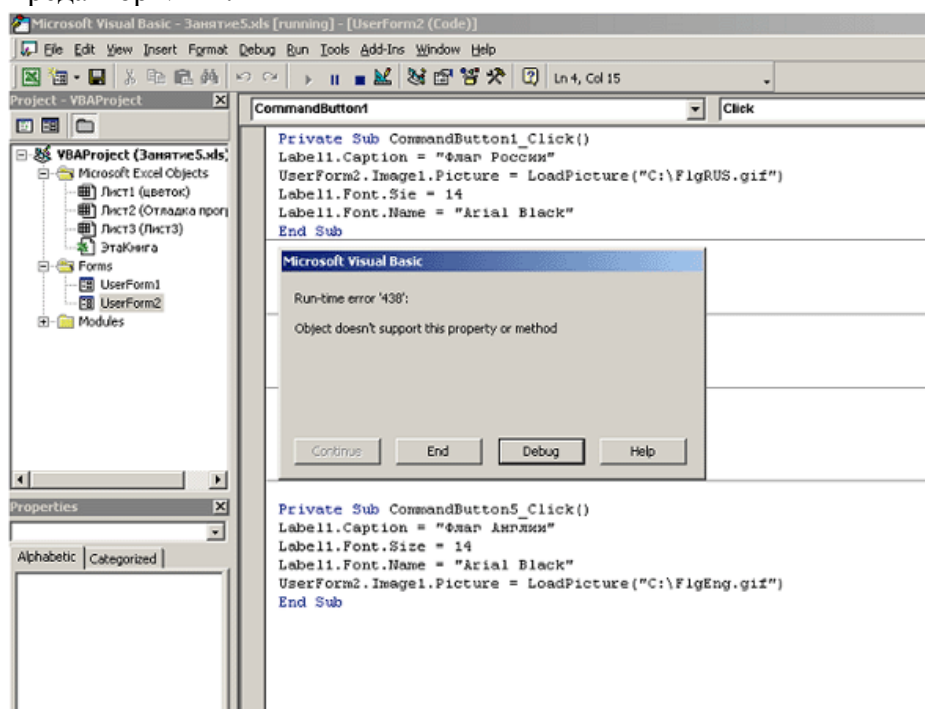 Microsoft Visual Basic - Занятие5.xls [running] - [UserForm2 (Code)]
File Edit View Insert Format Debug Run Tools Add-Ins Window Help
Ln 4, Col 15
Project - VBAProject
CommandButton1
Click
VBAProject (Занятие5.xls)
Microsoft Excel Objects
Лист1 (цветок)
Лист2 (Отладка прог
Лист3 (Лист3)
ЭтаКнига
Forms
UserForm1
UserForm2
Modules
Private Sub CommandButton1_Click()
Label1.Caption = "Флаг России"
UserForm2.Image1.Picture = LoadPicture("C:\FlgRUS.gif")
Label1.Font.Sie = 14
Label1.Font.Name = "Arial Black"
End Sub
Microsoft Visual Basic
Run-time error '438':
Object doesn't support this property or method
Continue
End
Debug
Help
Properties
Alphabetic
Categorized
Private Sub CommandButton5_Click()
Label1.Caption = "Флаг Англии"
Label1.Font.Size = 14
Label1.Font.Name = "Arial Black"
UserForm2.Image1.Picture = LoadPicture("C:\FlgEng.gif")
End Sub